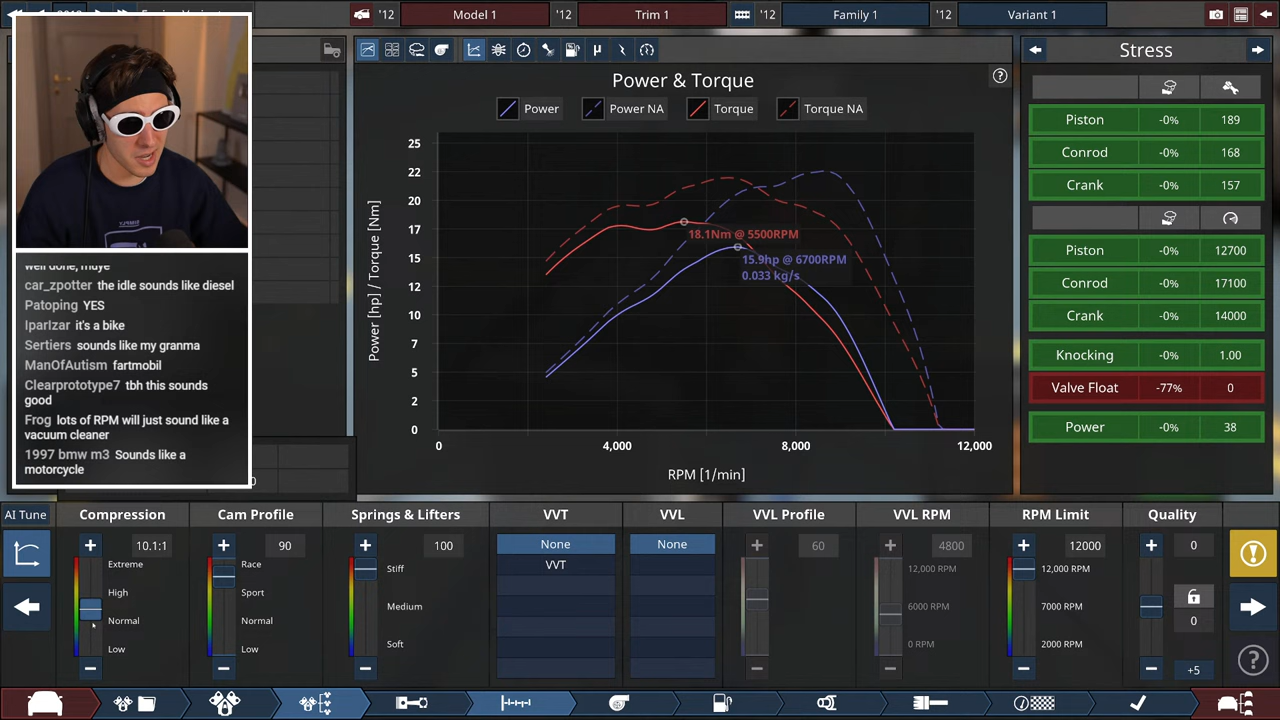 '12
Model 1
'12
Trim 1
'12
Family 1
'12
Variant 1
car_zpotter the idle sounds like diesel
Patoping YES
IparIzar it's a bike
Sertiers sounds like my granma
ManOfAutism fartmobil
Clearprototype7 tbh this sounds
good
Frog lots of RPM will just sound like a
vacuum cleaner
1997 bmw m3 Sounds like a
motorcycle
Power & Torque
Power
Power NA
Torque
Torque NA
Power [hp] / Torque [Nm]
25
22
20
17
15
12
10
7
5
2
0
18.1Nm @ 5500RPM
15.9hp @ 6700RPM
0.033 kg/s
0
4,000
8,000
12,000
RPM [1/min]
Stress
Piston -0% 189
Conrod -0% 168
Crank -0% 157
Piston -0% 12700
Conrod -0% 17100
Crank -0% 14000
Knocking -0% 1.00
Valve Float -77% 0
Power -0% 38
AI Tune
Compression
10.1:1
Extreme
High
Normal
Low
Cam Profile
90
Race
Sport
Normal
Low
Springs & Lifters
100
Stiff
Medium
Soft
VVT
None
VVT
VVL
None
VVL Profile
60
VVL RPM
4800
12,000 RPM
6000 RPM
0 RPM
RPM Limit
12000
12,000 RPM
7000 RPM
2000 RPM
Quality
0
0
+5